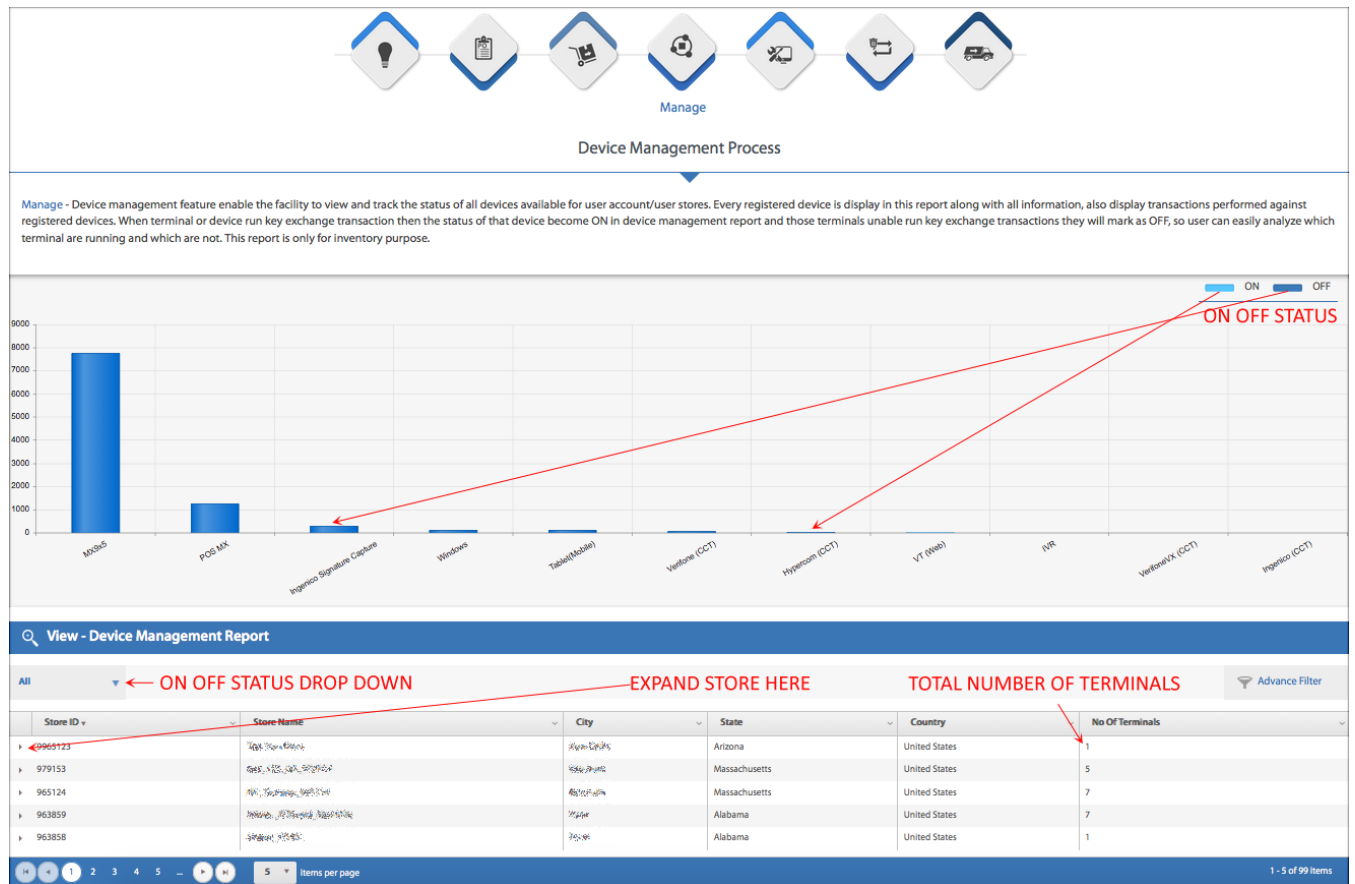 PO
Manage
Device Management Process
Manage - Device management feature enable the facility to view and track the status of all devices available for user account/user stores. Every registered device is display in this report along with all information, also display transactions performed against
registered devices. When terminal or device run key exchange transaction then the status of that device become ON in device management report and those terminals unable run key exchange transactions they will mark as OFF, so user can easily analyze which
terminal are running and which are not. This report is only for inventory purpose.
ON OFF
ON OFF STATUS
9000
8000
7000
6000
5000
4000
3000
2000
1000
0
MX9x5 POS MX Ingenico Signature Capture Windows Tablet(Mobile) Verifone (CCT) Hypercom (CCT) VT (Web) IVR VerifoneVX (CCT) Ingenico (CCT)
View - Device Management Report
All ON OFF STATUS DROP DOWN EXPAND STORE HERE TOTAL NUMBER OF TERMINALS Advance Filter
Store ID Store Name City State Country No Of Terminals
9965123 Arizona United States 1
979153 Massachusetts United States 5
965124 Massachusetts United States 7
963859 Alabama United States 7
963858 Alabama United States 1
1 2 3 4 5 ... 5 items per page 1 - 5 of 99 items